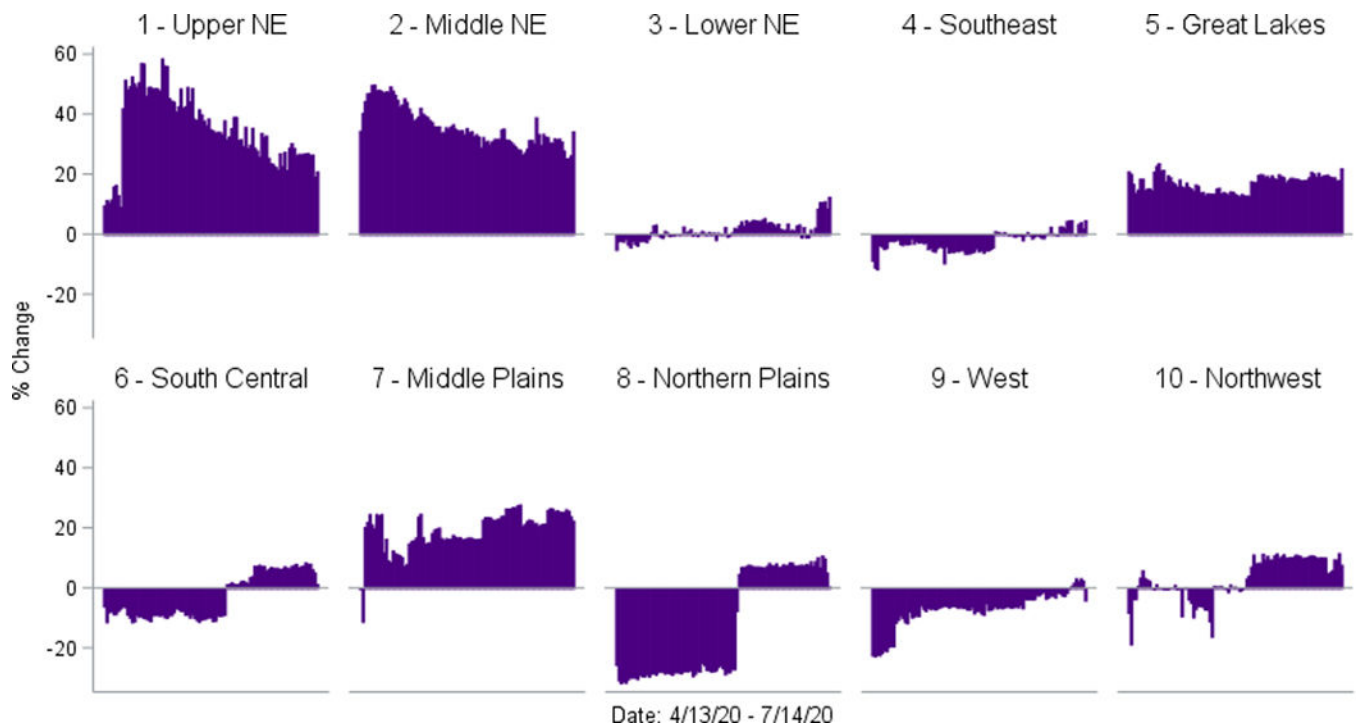 1 - Upper NE
2 - Middle NE
3 - Lower NE
4 - Southeast
5 - Great Lakes
60
40
20
0
-20
% Change
6 - South Central
7 - Middle Plains
8 - Northern Plains
9 - West
10 - Northwest
60
40
20
0
-20
Date: 4/13/20 - 7/14/20